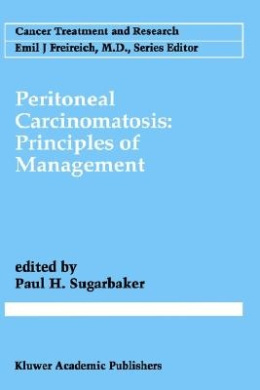 Cancer Treatment and Research
Emil J Freireich, M.D., Series Editor
Peritoneal
Carcinomatosis:
Principles of
Management
edited by
Paul H. Sugarbaker
Kluwer Academic Publishers